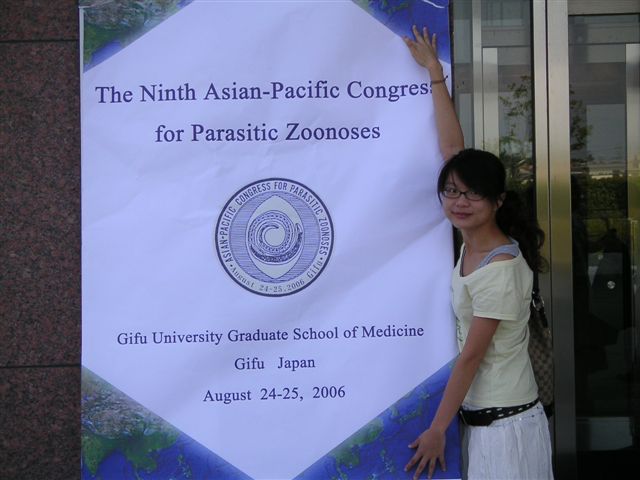 The Ninth Asian-Pacific Congress
for Parasitic Zoonoses
ASIAN-PACIFIC CONGRESS FOR PARASITIC ZOONOSES
August 24-25, 2006 Gifu
Gifu University Graduate School of Medicine
Gifu Japan
August 24-25, 2006